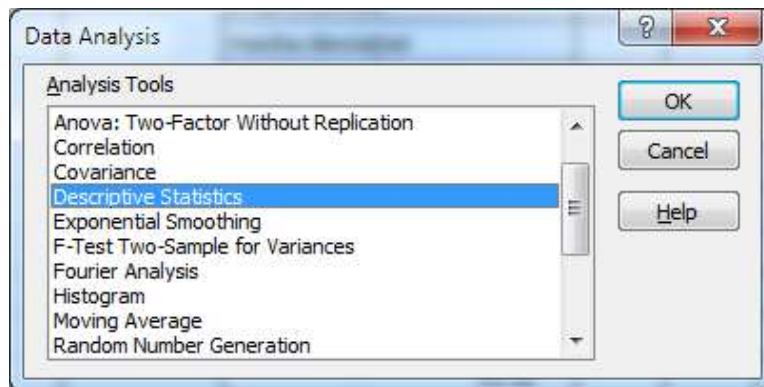 Data Analysis
Analysis Tools
Anova: Two-Factor Without Replication
Correlation
Covariance
Descriptive Statistics
Exponential Smoothing
F-Test Two-Sample for Variances
Fourier Analysis
Histogram
Moving Average
Random Number Generation
OK
Cancel
Help